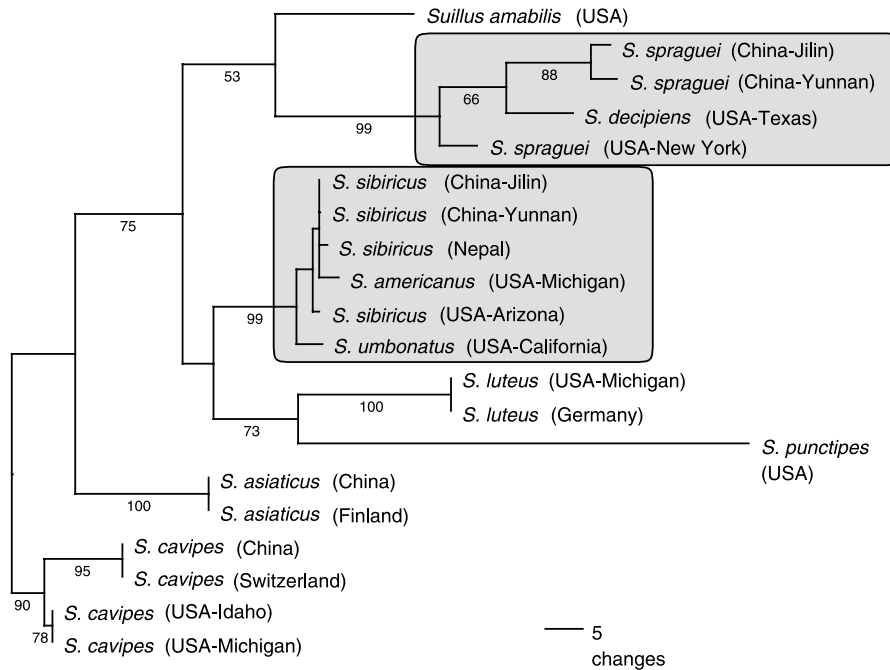 Suillus amabilis (USA)
S. spraguei (China-Jilin)
53
88
S. spraguei (China-Yunnan)
66
S. decipiens (USA-Texas)
99
S. spraguei (USA-New York)
S. sibiricus (China-Jilin)
75
S. sibiricus (China-Yunnan)
S. sibiricus (Nepal)
S. americanus (USA-Michigan)
99
S. sibiricus (USA-Arizona)
S. umbonatus (USA-California)
S. luteus (USA-Michigan)
100
S. luteus (Germany)
73
S. punctipes
(USA)
S. asiaticus (China)
100
S. asiaticus (Finland)
S. cavipes (China)
95
S. cavipes (Switzerland)
90
S. cavipes (USA-Idaho)
78
S. cavipes (USA-Michigan)
5
changes